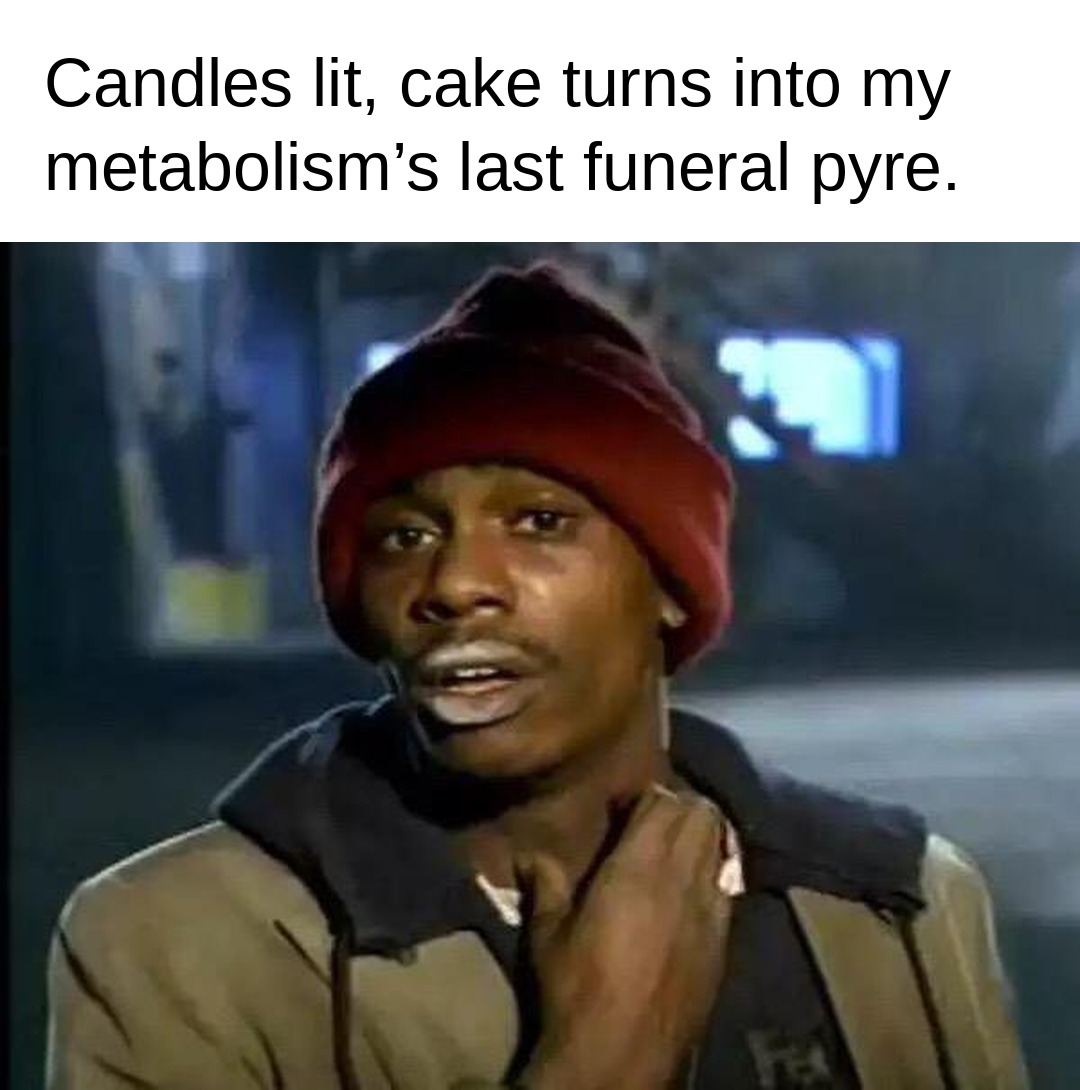 Candles lit, cake turns into my
metabolism’s last funeral pyre.